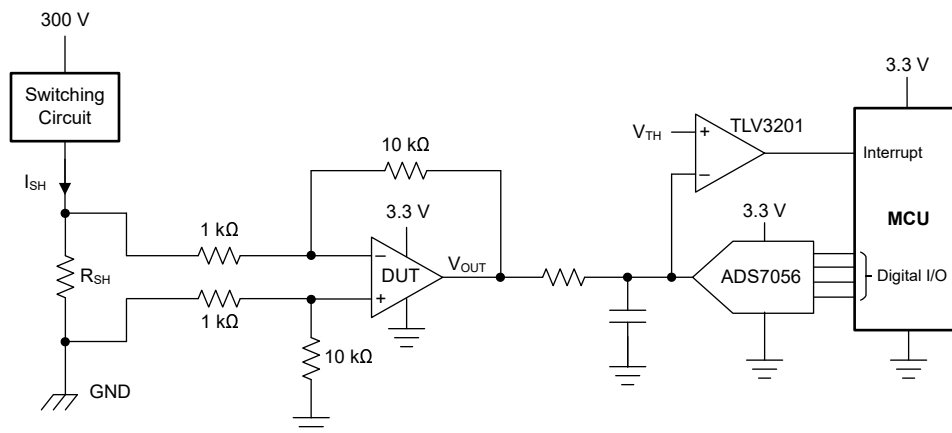 300 V
Switching
Circuit
I_SH
R_SH
GND
1 kΩ
1 kΩ
10 kΩ
10 kΩ
3.3 V
−
+
DUT
V_OUT
V_TH
+
−
TLV3201
3.3 V
ADS7056
3.3 V
Interrupt
MCU
Digital I/O